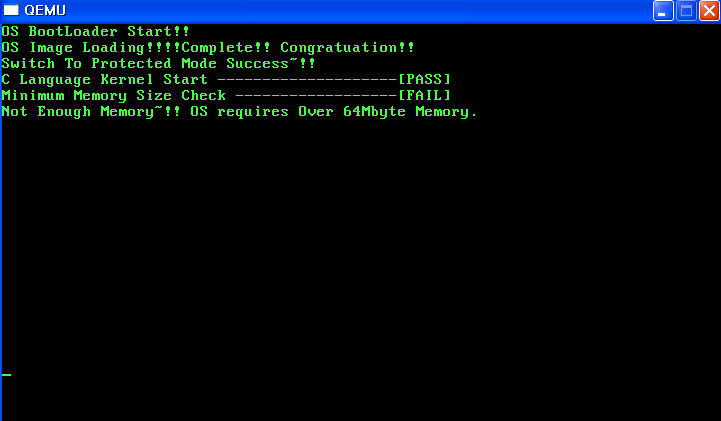 QEMU
OS BootLoader Start!!
OS Image Loading!!!!Complete!! Congratuation!!
Switch To Protected Mode Success~!!
C Language Kernel Start --------------------[PASS]
Minimum Memory Size Check ------------------[FAIL]
Not Enough Memory~!! OS requires Over 64Mbyte Memory.
_